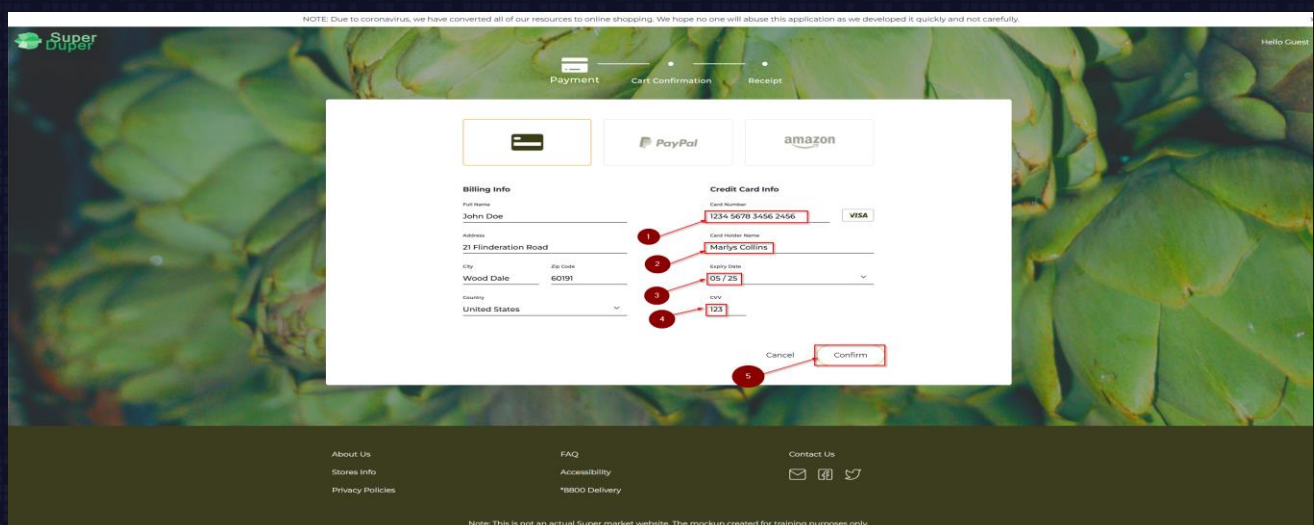 NOTE: Due to coronavirus, we have converted all of our resources to online shopping. We hope no one will abuse this application as we developed it quickly and not carefully.
Super
Duper
Hello Guest
Payment
Cart Confirmation
Receipt
PayPal
amazon
Billing Info
Full Name
John Doe
Address
21 Flinderation Road
City
Zip Code
Wood Dale
60191
Country
United States
Credit Card Info
Card Number
1234 5678 3456 2456
VISA
Card Holder Name
Marlys Collins
Expiry Date
05 / 25
CVV
123
1
2
3
4
Cancel
Confirm
5
About Us
FAQ
Contact Us
Stores Info
Accessibility
Privacy Policies
*8800 Delivery
Note: This is not an actual Super market website. The mockup created for training purposes only.